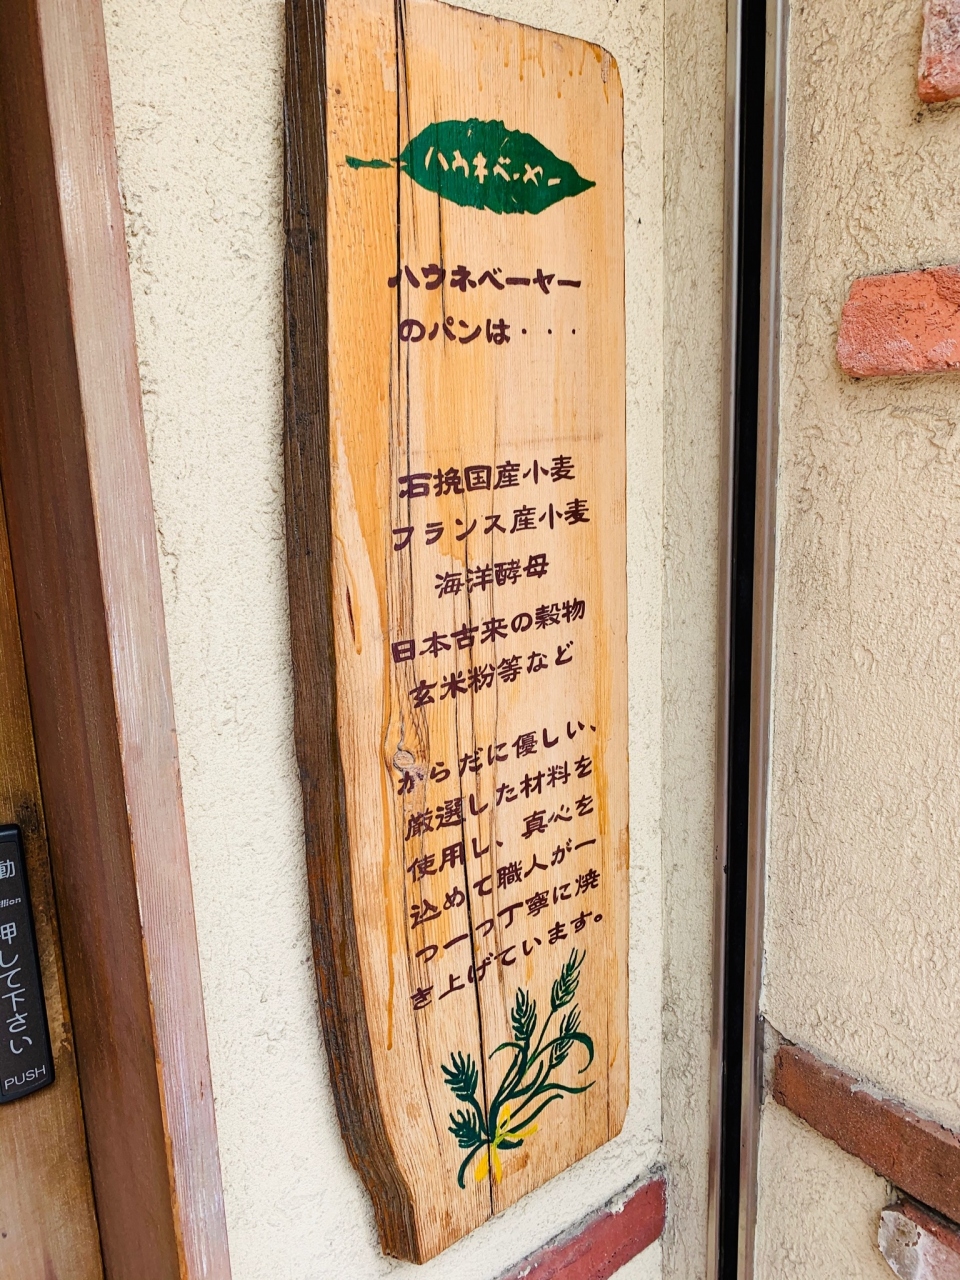 ハウネベーヤー
ハウネベーヤー
のパンは・・・
石挽国産小麦
フランス産小麦
海洋酵母
日本古来の穀物
玄米粉等など
からだに優しい、
厳選した材料を
使用し、真心を
込めて職人が一
つ一つ丁寧に焼
き上げています。
動
押して下さい
PUSH